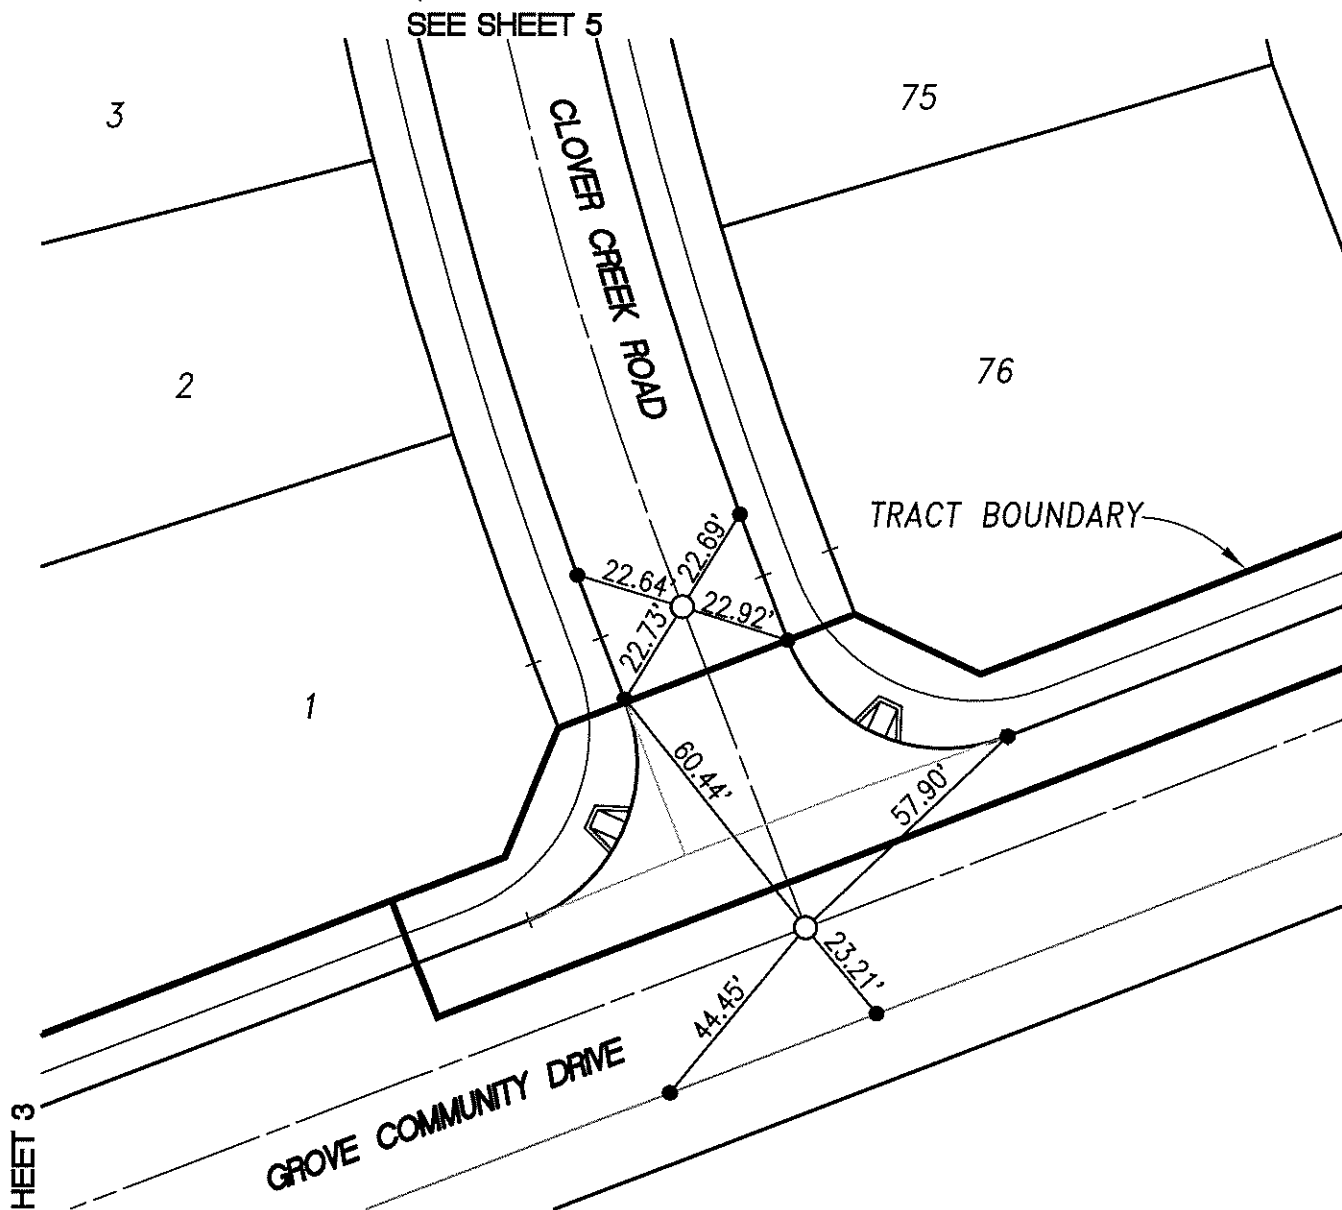 SEE SHEET 5
3
75
CLOVER CREEK ROAD
2
76
TRACT BOUNDARY
22.69'
22.64'
22.92'
22.73'
1
60.44'
57.90'
23.21'
44.45'
GROVE COMMUNITY DRIVE
HEET 3